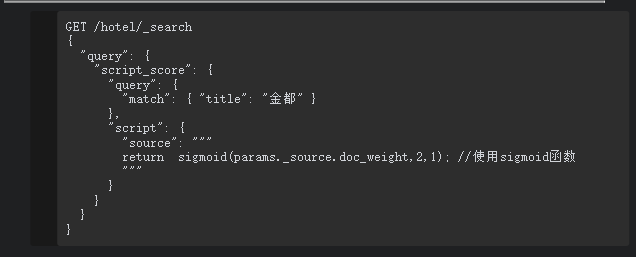 GET /hotel/_search
{
  "query": {
    "script_score": {
      "query": {
        "match": { "title": "金都" }
      },
      "script": {
        "source": """
        return  sigmoid(params._source.doc_weight,2,1); //使用sigmoid函数
        """
      }
    }
  }
}